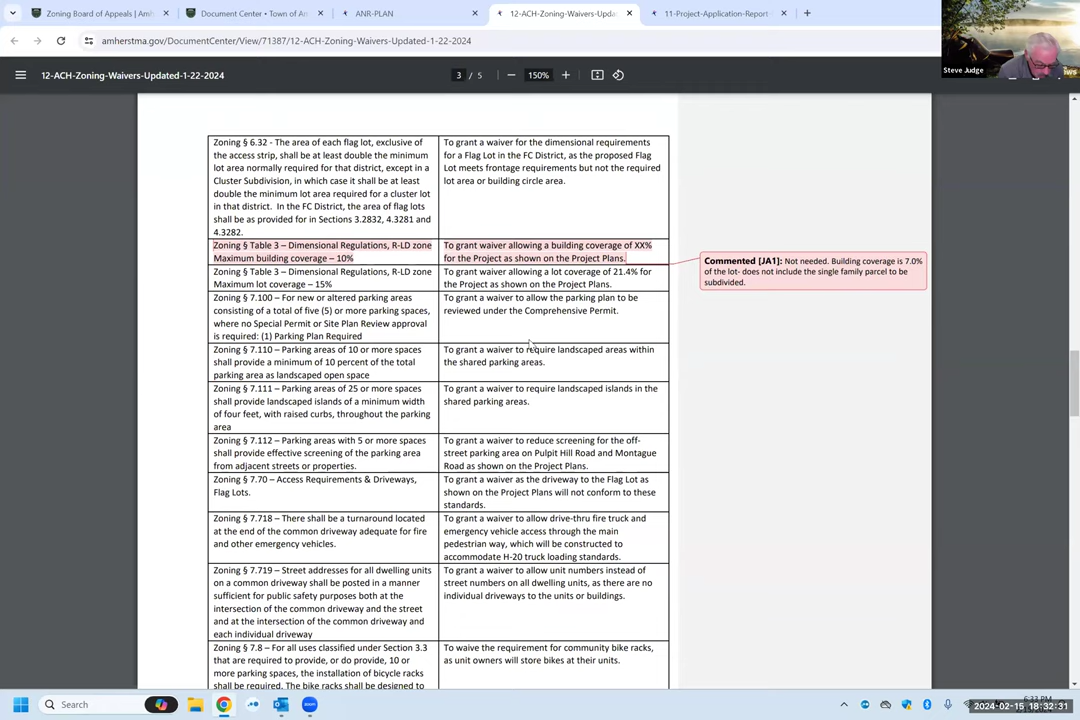 Zoning Board of Appeals | Amh
Document Center • Town of Am
ANR-PLAN
12-ACH-Zoning-Waivers-Upda
11-Project-Application-Report
amherstma.gov/DocumentCenter/View/71387/12-ACH-Zoning-Waivers-Updated-1-22-2024
Steve Judge
12-ACH-Zoning-Waivers-Updated-1-22-2024
3 / 5
150%
Zoning § 6.32 - The area of each flag lot, exclusive of
the access strip, shall be at least double the minimum
lot area normally required for that district, except in a
Cluster Subdivision, in which case it shall be at least
double the minimum lot area required for a cluster lot
in that district. In the FC District, the area of flag lots
shall be as provided for in Sections 3.2832, 4.3281 and
4.3282.
To grant a waiver for the dimensional requirements
for a Flag Lot in the FC District, as the proposed Flag
Lot meets frontage requirements but not the required
lot area or building circle area.
Zoning § Table 3 – Dimensional Regulations, R-LD zone
Maximum building coverage – 10%
To grant waiver allowing a building coverage of XX%
for the Project as shown on the Project Plans.
Commented [JA1]: Not needed. Building coverage is 7.0%
of the lot- does not include the single family parcel to be
subdivided.
Zoning § Table 3 – Dimensional Regulations, R-LD zone
Maximum lot coverage – 15%
To grant waiver allowing a lot coverage of 21.4% for
the Project as shown on the Project Plans.
Zoning § 7.100 – For new or altered parking areas
consisting of a total of five (5) or more parking spaces,
where no Special Permit or Site Plan Review approval
is required: (1) Parking Plan Required
To grant a waiver to allow the parking plan to be
reviewed under the Comprehensive Permit.
Zoning § 7.110 – Parking areas of 10 or more spaces
shall provide a minimum of 10 percent of the total
parking area as landscaped open space
To grant a waiver to require landscaped areas within
the shared parking areas.
Zoning § 7.111 – Parking areas of 25 or more spaces
shall provide landscaped islands of a minimum width
of four feet, with raised curbs, throughout the parking
area
To grant a waiver to require landscaped islands in the
shared parking areas.
Zoning § 7.112 – Parking areas with 5 or more spaces
shall provide effective screening of the parking area
from adjacent streets or properties.
To grant a waiver to reduce screening for the off-
street parking area on Pulpit Hill Road and Montague
Road as shown on the Project Plans.
Zoning § 7.70 – Access Requirements & Driveways,
Flag Lots.
To grant a waiver as the driveway to the Flag Lot as
shown on the Project Plans will not conform to these
standards.
Zoning § 7.718 – There shall be a turnaround located
at the end of the common driveway adequate for fire
and other emergency vehicles.
To grant a waiver to allow drive-thru fire truck and
emergency vehicle access through the main
pedestrian way, which will be constructed to
accommodate H-20 truck loading standards.
Zoning § 7.719 – Street addresses for all dwelling units
on a common driveway shall be posted in a manner
sufficient for public safety purposes both at the
intersection of the common driveway and the street
and at the intersection of the common driveway and
each individual driveway
To grant a waiver to allow unit numbers instead of
street numbers on all dwelling units, as there are no
individual driveways to the units or buildings.
Zoning § 7.8 – For all uses classified under Section 3.3
that are required to provide, or do provide, 10 or
more parking spaces, the installation of bicycle racks
shall be required. The bike racks shall be designed to
To waive the requirement for community bike racks,
as unit owners will store bikes at their units.
Search
6:33 PM
2024-02-15 18:32:31